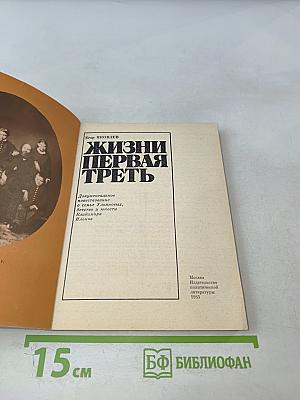 Егор ЯКОВЛЕВ
ЖИЗНИ
ПЕРВАЯ
ТРЕТЬ
Документальное
повествование
о семье Ульяновых,
детстве и юности
Владимира
Ильича
Москва
Издательство
политической
литературы
1985
15 см
БФ БИБЛИОФАН